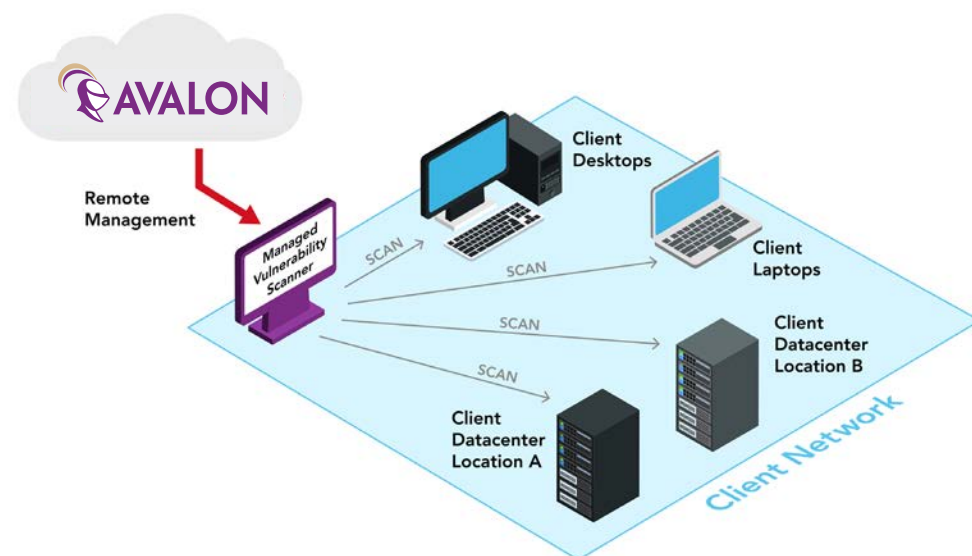 AVALON
Remote
Management
Managed
Vulnerability
Scanner
Client
Desktops
SCAN
SCAN
Client
Laptops
SCAN
Client
Datacenter
Location B
SCAN
Client
Datacenter
Location A
Client Network